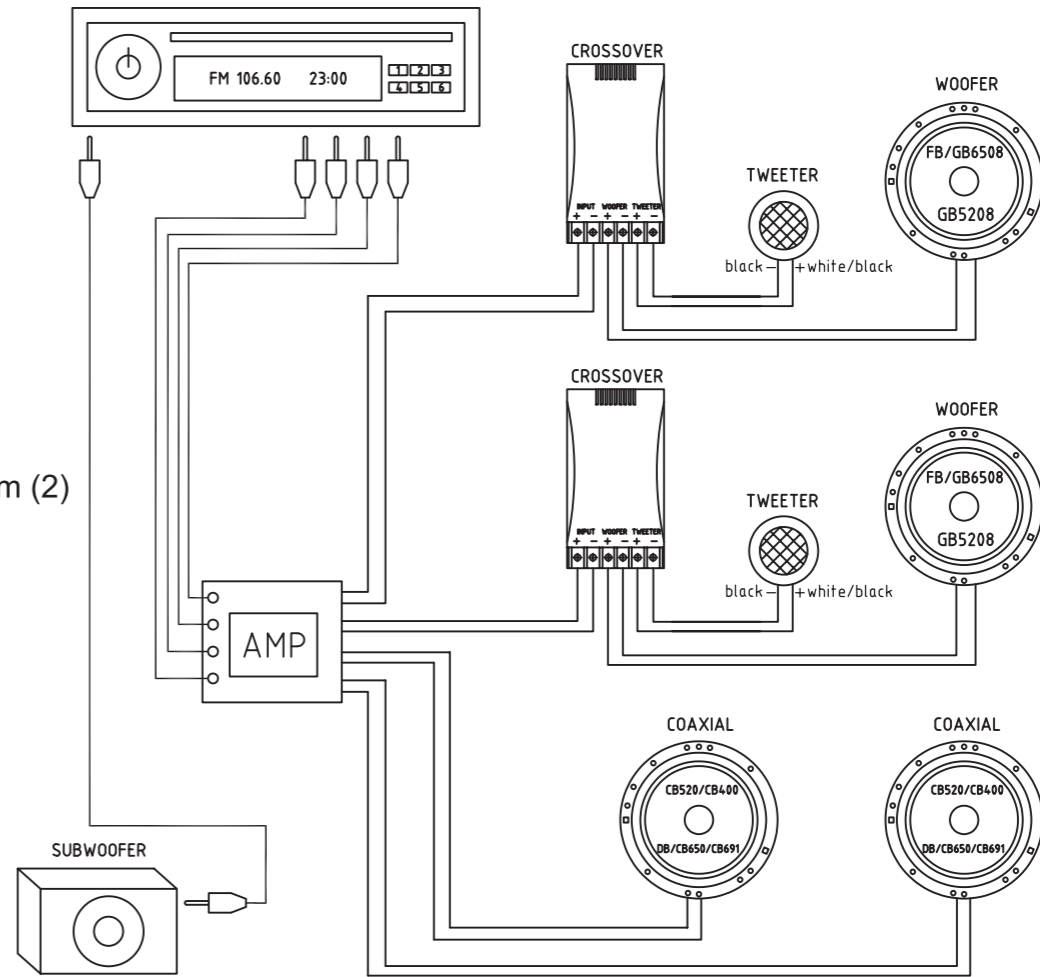 FM 106.60 23:00
1 2 3
4 5 6
CROSSOVER
INPUT WOOFER TWEETER
+ − + − + −
TWEETER
black − + white/black
WOOFER
FB/GB6508
GB5208
CROSSOVER
INPUT WOOFER TWEETER
+ − + − + −
TWEETER
black − + white/black
WOOFER
FB/GB6508
GB5208
m (2)
AMP
COAXIAL
CB520/CB400
DB/CB650/CB691
COAXIAL
CB520/CB400
DB/CB650/CB691
SUBWOOFER